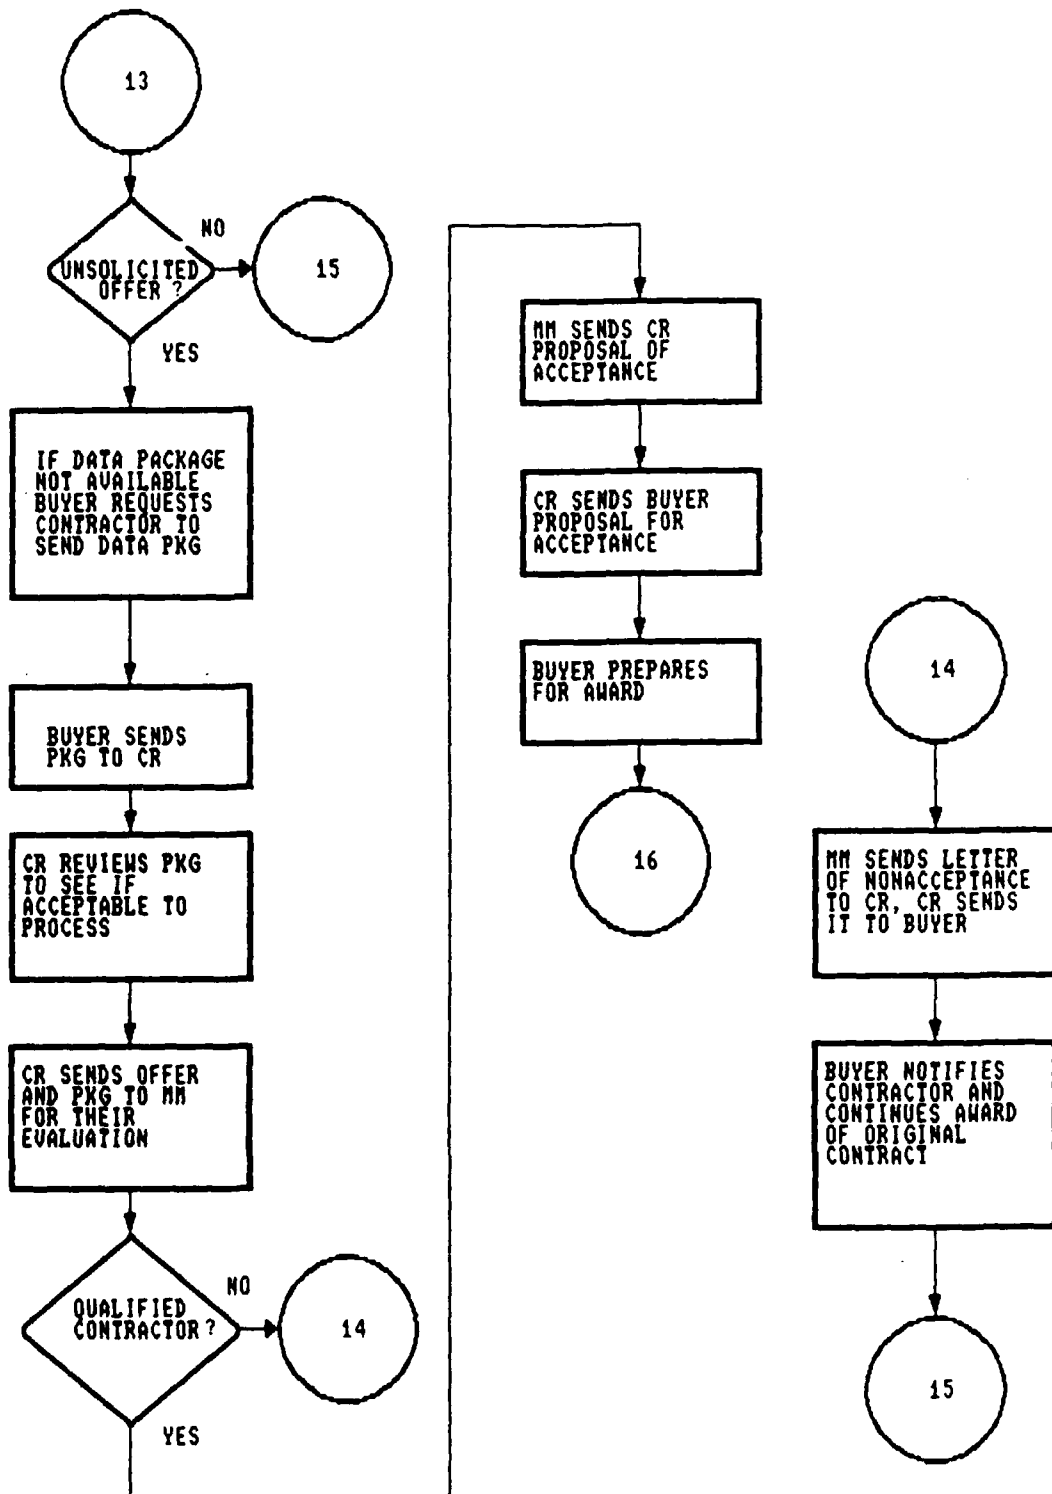 13
UNSOLICITED
OFFER ?
NO
15
YES
IF DATA PACKAGE
NOT AVAILABLE
BUYER REQUESTS
CONTRACTOR TO
SEND DATA PKG
BUYER SENDS
PKG TO CR
CR REVIEWS PKG
TO SEE IF
ACCEPTABLE TO
PROCESS
CR SENDS OFFER
AND PKG TO MM
FOR THEIR
EVALUATION
QUALIFIED
CONTRACTOR ?
NO
14
YES
MM SENDS CR
PROPOSAL OF
ACCEPTANCE
CR SENDS BUYER
PROPOSAL FOR
ACCEPTANCE
BUYER PREPARES
FOR AWARD
16
14
MM SENDS LETTER
OF NONACCEPTANCE
TO CR, CR SENDS
IT TO BUYER
BUYER NOTIFIES
CONTRACTOR AND
CONTINUES AWARD
OF ORIGINAL
CONTRACT
15